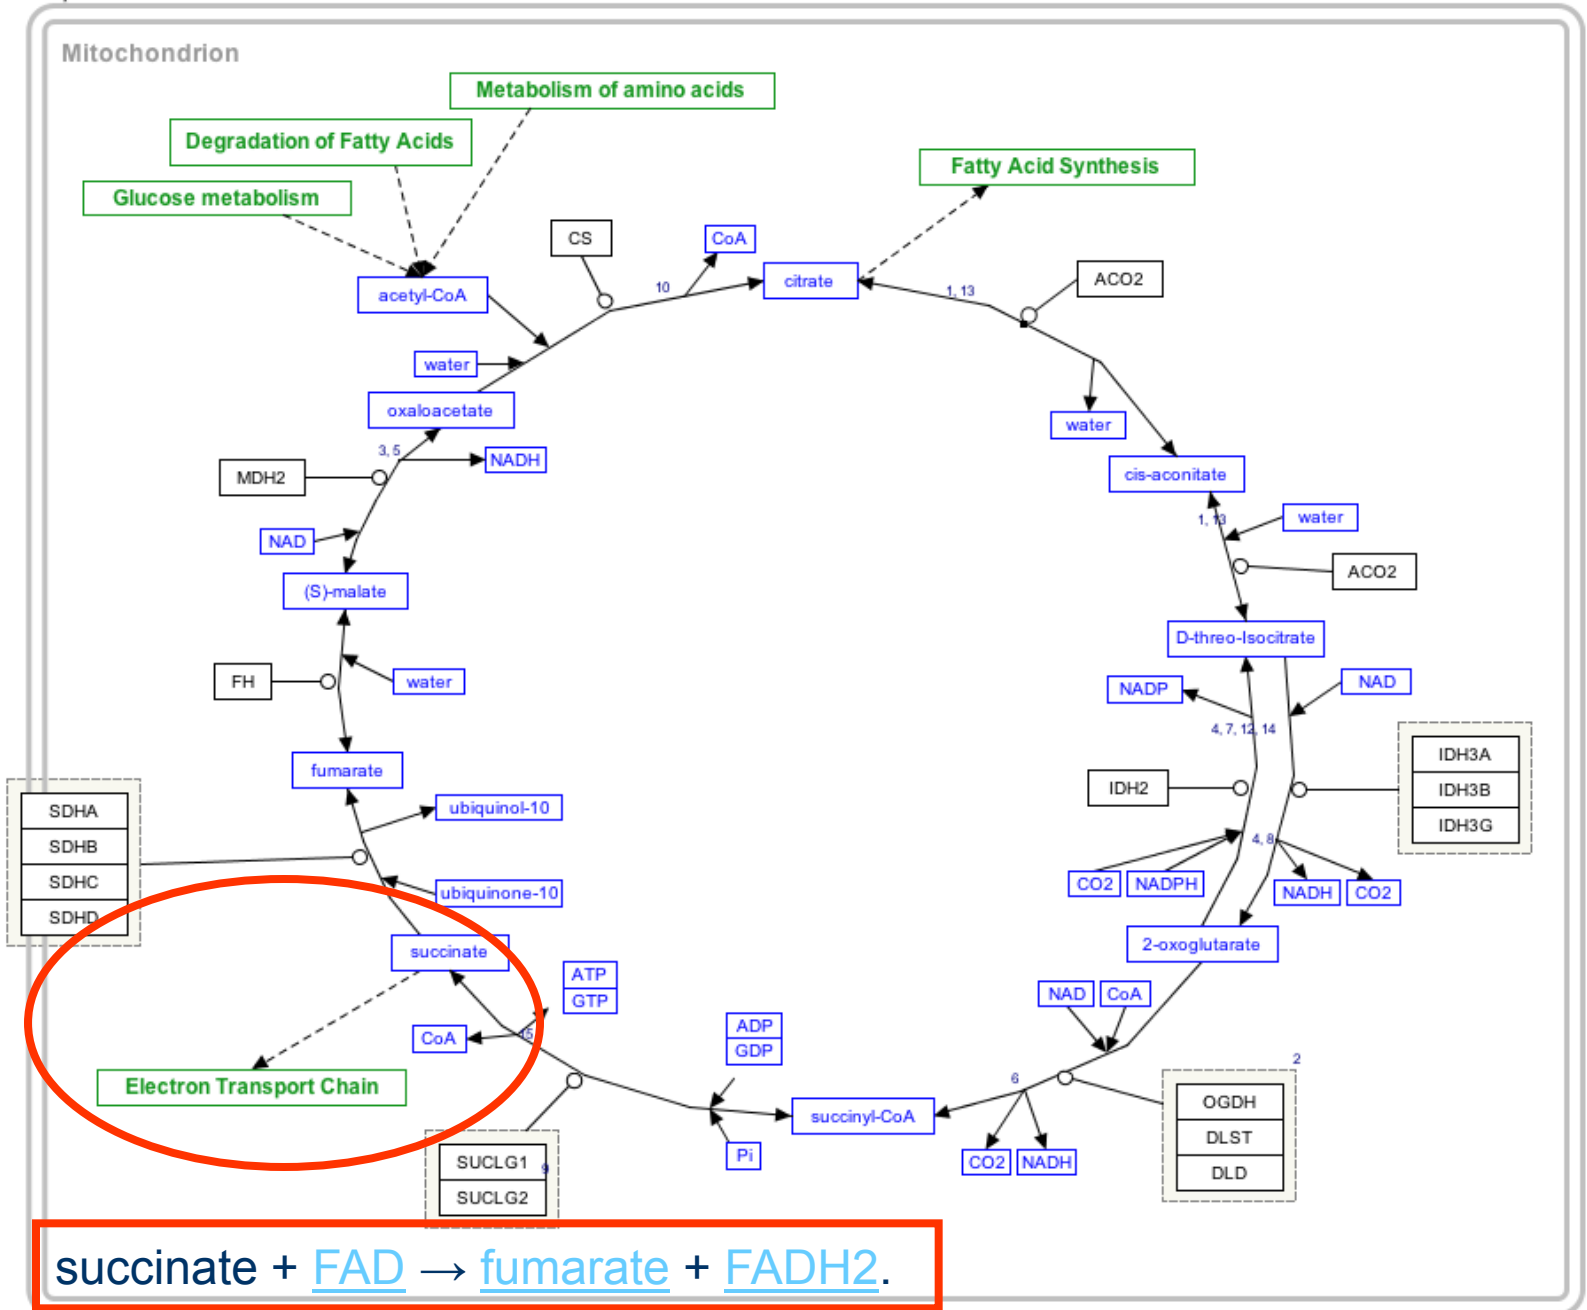 Mitochondrion
Metabolism of amino acids
Degradation of Fatty Acids
Glucose metabolism
Fatty Acid Synthesis
CS
CoA
acetyl-CoA
10
citrate
1, 13
ACO2
water
oxaloacetate
water
3, 5
NADH
MDH2
cis-aconitate
1, 13
water
NAD
ACO2
(S)-malate
D-threo-Isocitrate
FH
water
NADP
NAD
4, 7, 12, 14
fumarate
IDH3A
IDH3B
IDH3G
IDH2
SDHA
SDHB
SDHC
SDHD
ubiquinol-10
4, 8
ubiquinone-10
CO2
NADPH
NADH
CO2
succinate
2-oxoglutarate
ATP
GTP
NAD
CoA
CoA
15
ADP
GDP
Electron Transport Chain
6
2
succinyl-CoA
OGDH
DLST
DLD
Pi
CO2
NADH
SUCLG1
9
SUCLG2
succinate + FAD → fumarate + FADH2.